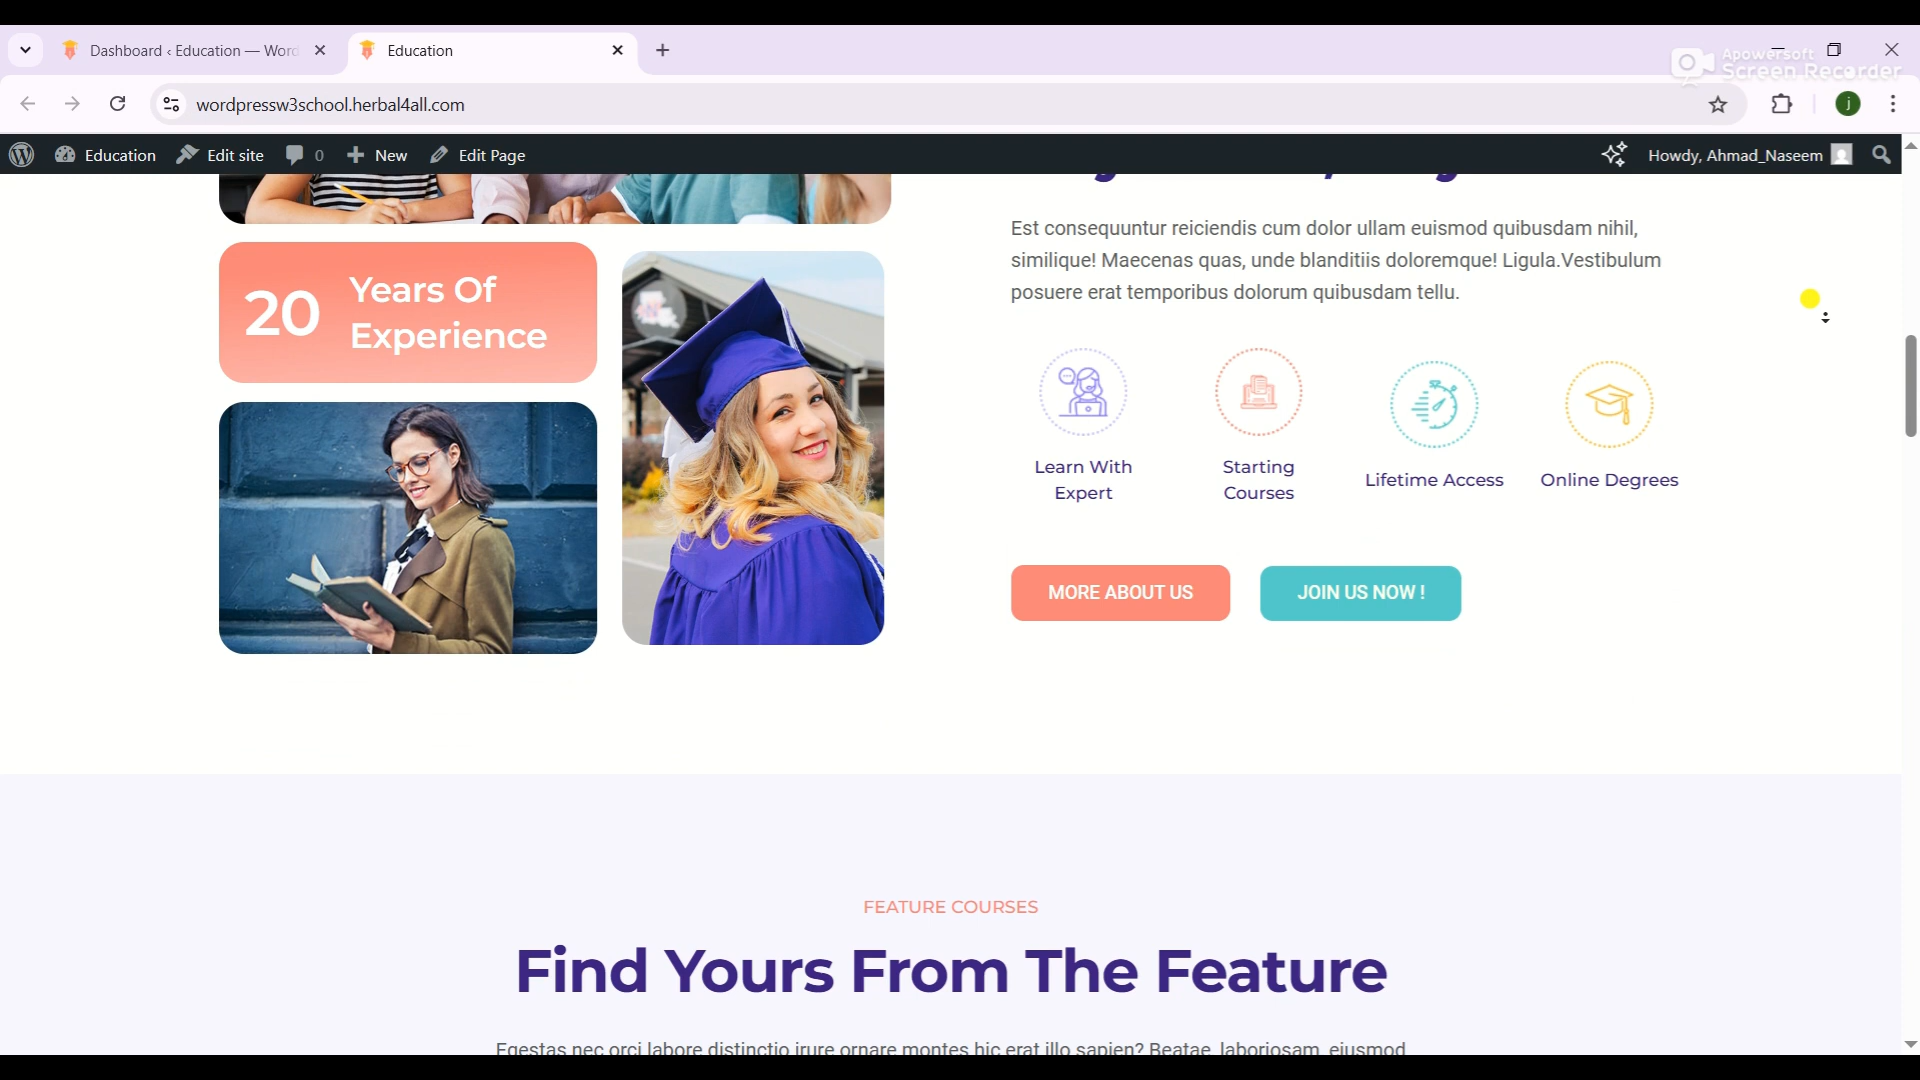 Dashboard ‹ Education — Word
Education
Apowersoft
Screen Recorder
wordpressw3school.herbal4all.com
j
Education
Edit site
0
New
Edit Page
Howdy, Ahmad_Naseem
Est consequuntur reiciendis cum dolor ullam euismod quibusdam nihil,
similique! Maecenas quas, unde blanditiis doloremque! Ligula.Vestibulum
posuere erat temporibus dolorum quibusdam tellu.
20
Years Of
Experience
Learn With
Expert
Starting
Courses
Lifetime Access
Online Degrees
MORE ABOUT US
JOIN US NOW !
FEATURE COURSES
Find Yours From The Feature
Egestas nec orci labore distinctio irure ornare montes hic erat illo sapien? Beatae, laboriosam, eiusmod